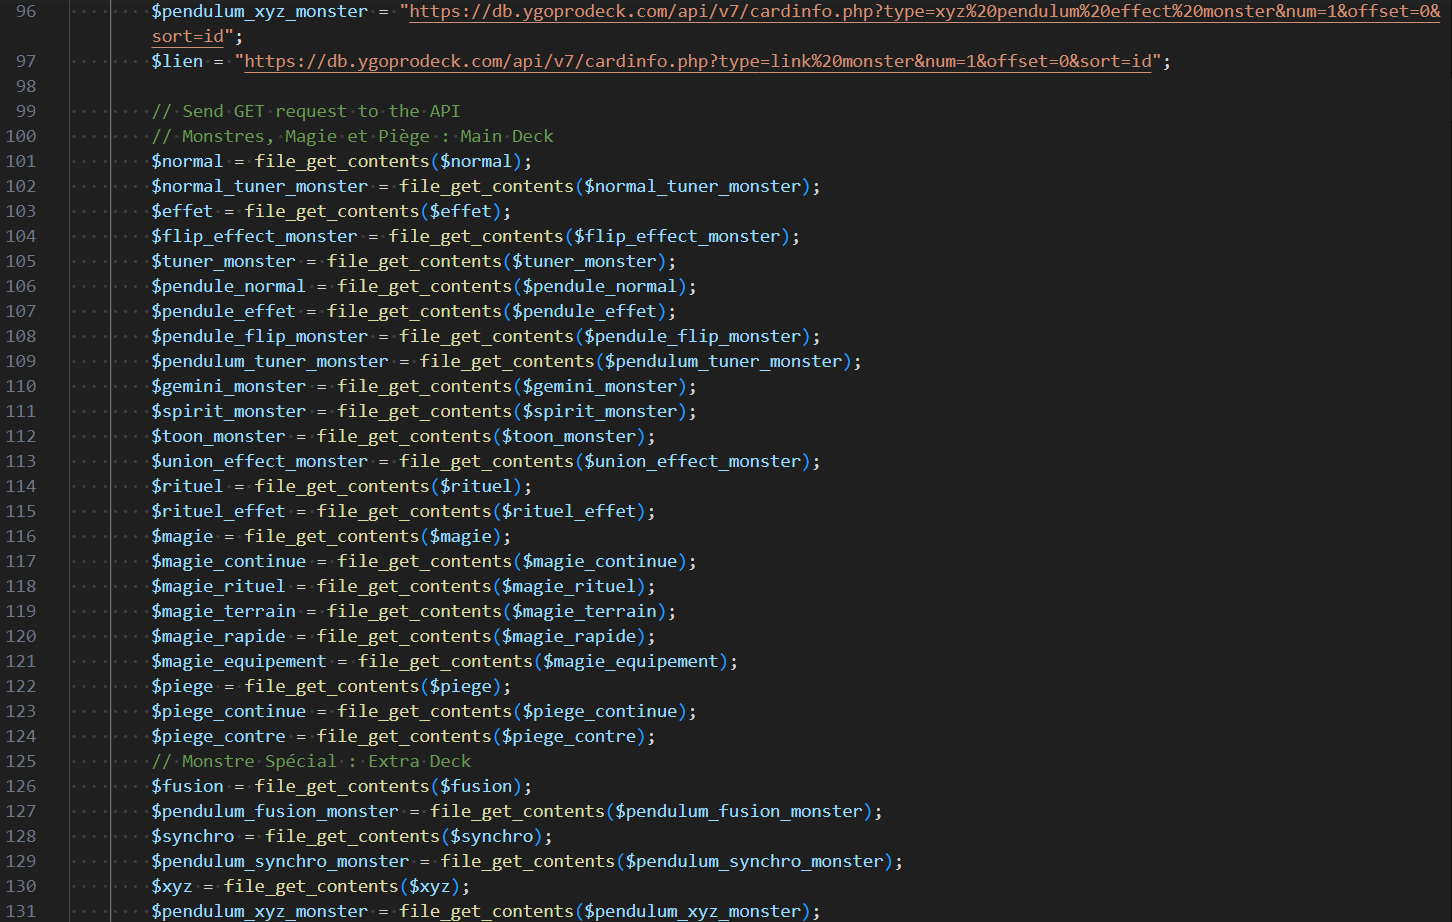 96 $pendulum_xyz_monster = "https://db.ygoprodeck.com/api/v7/cardinfo.php?type=xyz%20pendulum%20effect%20monster&num=1&offset=0&
sort=id";
97 $lien = "https://db.ygoprodeck.com/api/v7/cardinfo.php?type=link%20monster&num=1&offset=0&sort=id";
98
99 // Send GET request to the API
100 // Monstres, Magie et Piège : Main Deck
101 $normal = file_get_contents($normal);
102 $normal_tuner_monster = file_get_contents($normal_tuner_monster);
103 $effet = file_get_contents($effet);
104 $flip_effect_monster = file_get_contents($flip_effect_monster);
105 $tuner_monster = file_get_contents($tuner_monster);
106 $pendule_normal = file_get_contents($pendule_normal);
107 $pendule_effet = file_get_contents($pendule_effet);
108 $pendule_flip_monster = file_get_contents($pendule_flip_monster);
109 $pendulum_tuner_monster = file_get_contents($pendulum_tuner_monster);
110 $gemini_monster = file_get_contents($gemini_monster);
111 $spirit_monster = file_get_contents($spirit_monster);
112 $toon_monster = file_get_contents($toon_monster);
113 $union_effect_monster = file_get_contents($union_effect_monster);
114 $rituel = file_get_contents($rituel);
115 $rituel_effet = file_get_contents($rituel_effet);
116 $magie = file_get_contents($magie);
117 $magie_continue = file_get_contents($magie_continue);
118 $magie_rituel = file_get_contents($magie_rituel);
119 $magie_terrain = file_get_contents($magie_terrain);
120 $magie_rapide = file_get_contents($magie_rapide);
121 $magie_equipement = file_get_contents($magie_equipement);
122 $piege = file_get_contents($piege);
123 $piege_continue = file_get_contents($piege_continue);
124 $piege_contre = file_get_contents($piege_contre);
125 // Monstre Spécial : Extra Deck
126 $fusion = file_get_contents($fusion);
127 $pendulum_fusion_monster = file_get_contents($pendulum_fusion_monster);
128 $synchro = file_get_contents($synchro);
129 $pendulum_synchro_monster = file_get_contents($pendulum_synchro_monster);
130 $xyz = file_get_contents($xyz);
131 $pendulum_xyz_monster = file_get_contents($pendulum_xyz_monster);